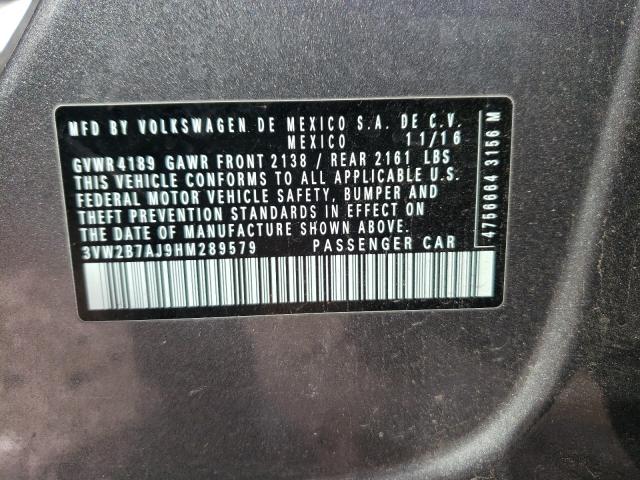 MFD BY VOLKSWAGEN DE MEXICO S.A. DE C.V.
MEXICO 11/16
GVWR4189 GAWR FRONT 2138 / REAR 2161 LBS
THIS VEHICLE CONFORMS TO ALL APPLICABLE U.S.
FEDERAL MOTOR VEHICLE SAFETY, BUMPER AND
THEFT PREVENTION STANDARDS IN EFFECT ON
THE DATE OF MANUFACTURE SHOWN ABOVE.
3VW2B7AJ9HM289579 PASSENGER CAR
4756664 3156 M